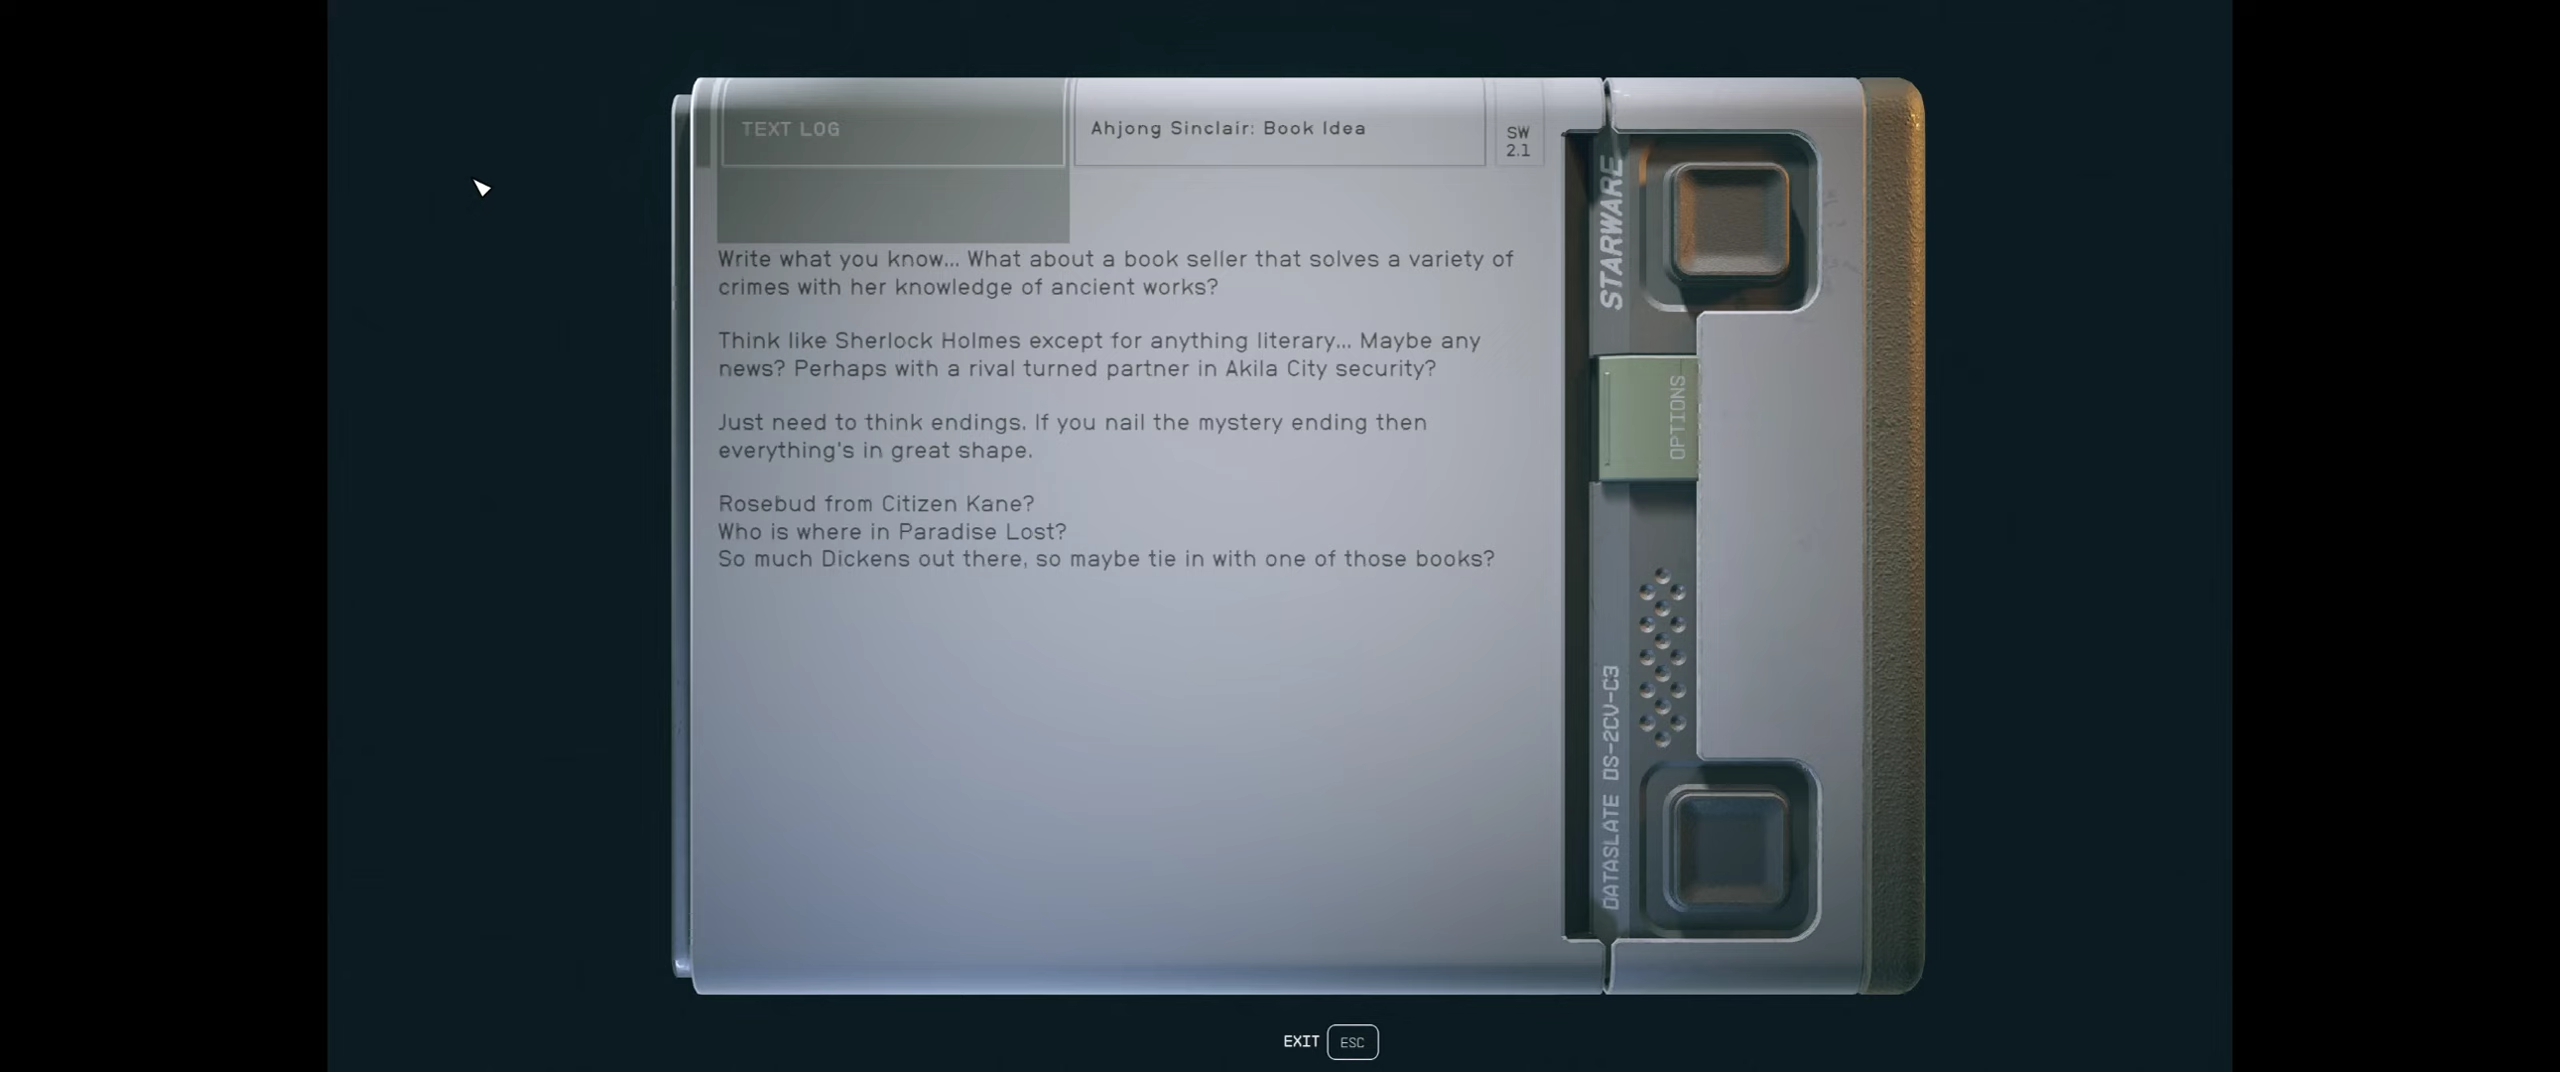 TEXT LOG
Ahjong Sinclair: Book Idea
SW
2.1
Write what you know... What about a book seller that solves a variety of
crimes with her knowledge of ancient works?
Think like Sherlock Holmes except for anything literary... Maybe any
news? Perhaps with a rival turned partner in Akila City security?
Just need to think endings. If you nail the mystery ending then
everything's in great shape.
Rosebud from Citizen Kane?
Who is where in Paradise Lost?
So much Dickens out there, so maybe tie in with one of those books?
STARWARE
OPTIONS
DATASLATE DS-2CV-C3
EXIT ESC